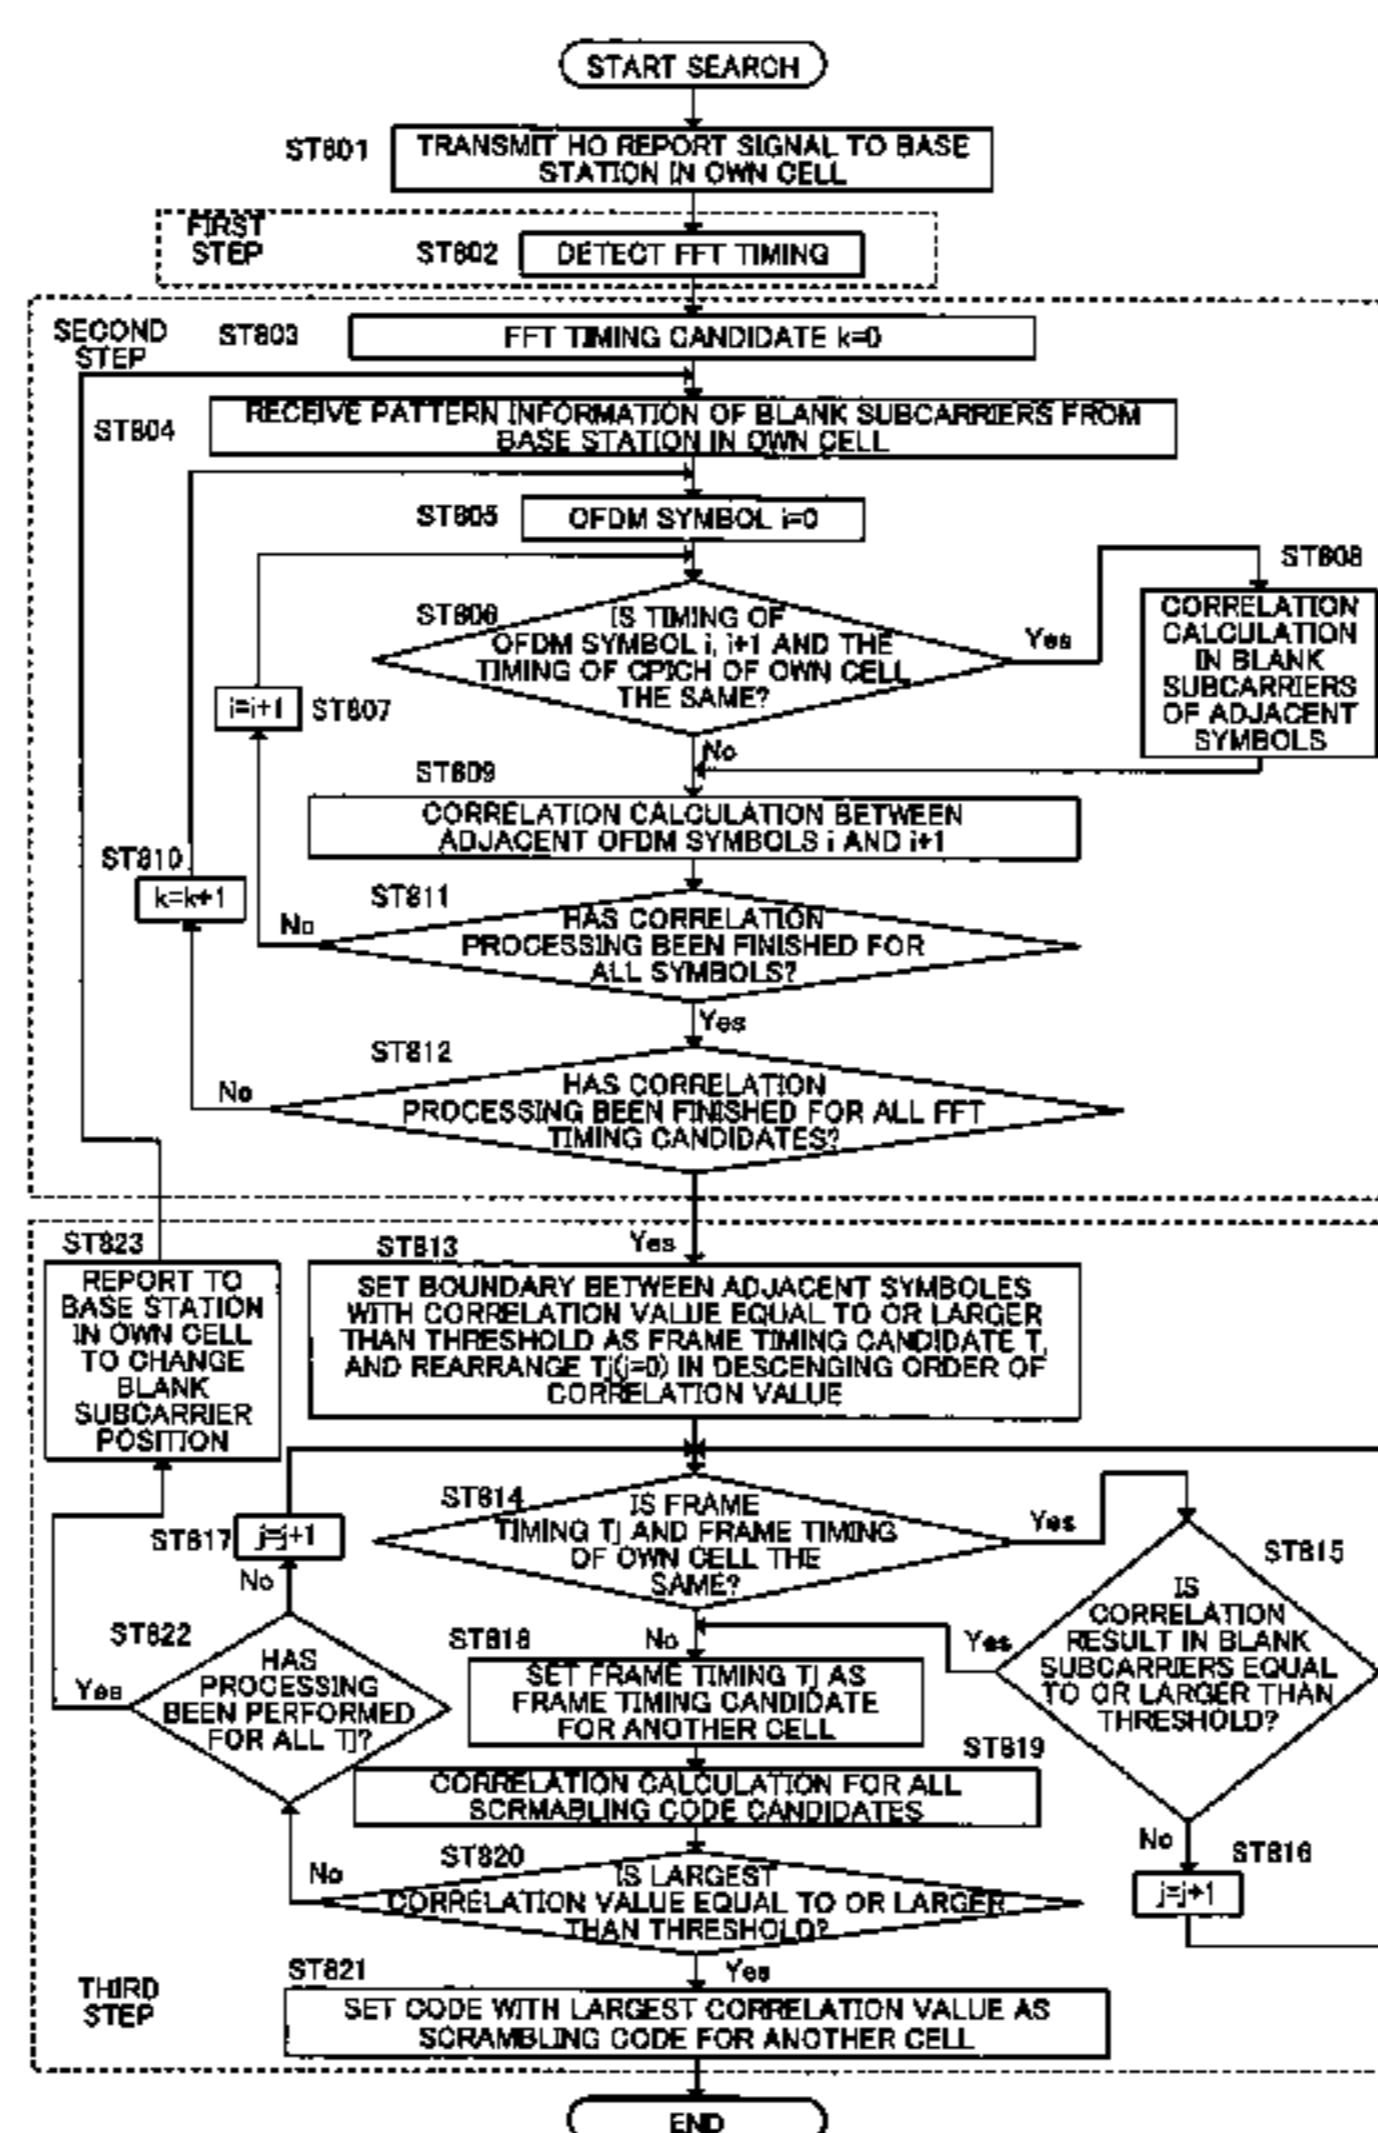 START SEARCH
ST801
TRANSMIT HO REPORT SIGNAL TO BASE
STATION IN OWN CELL
FIRST
STEP
ST802
DETECT FFT TIMING
SECOND
STEP
ST803
FFT TIMING CANDIDATE k=0
ST804
RECEIVE PATTERN INFORMATION OF BLANK SUBCARRIERS FROM
BASE STATION IN OWN CELL
ST805
OFDM SYMBOL i=0
ST806
IS TIMING OF
OFDM SYMBOL i, i+1 AND THE
TIMING OF CPICH OF OWN CELL
THE SAME?
Yes
ST808
CORRELATION
CALCULATION
IN BLANK
SUBCARRIERS
OF ADJACENT
SYMBOLS
i=i+1
ST807
No
ST809
CORRELATION CALCULATION BETWEEN
ADJACENT OFDM SYMBOLS i AND i+1
ST810
k=k+1
ST811
No
HAS CORRELATION
PROCESSING BEEN FINISHED FOR
ALL SYMBOLS?
Yes
ST812
No
HAS CORRELATION
PROCESSING BEEN FINISHED FOR ALL FFT
TIMING CANDIDATES?
Yes
ST823
REPORT TO
BASE STATION
IN OWN CELL
TO CHANGE
BLANK
SUBCARRIER
POSITION
ST813
SET BOUNDARY BETWEEN ADJACENT SYMBOLES
WITH CORRELATION VALUE EQUAL TO OR LARGER
THAN THRESHOLD AS FRAME TIMING CANDIDATE Tj
AND REARRANGE Tj(j=0) IN DESCENGING ORDER OF
CORRELATION VALUE
ST814
IS FRAME
TIMING Tj AND FRAME TIMING
OF OWN CELL THE
SAME?
Yes
ST815
IS
CORRELATION
RESULT IN BLANK
SUBCARRIERS EQUAL
TO OR LARGER THAN
THRESHOLD?
Yes
No
ST816
j=j+1
ST817
j=j+1
No
ST822
HAS
PROCESSING
BEEN PERFORMED
FOR ALL Tj?
Yes
No
ST818
SET FRAME TIMING Tj AS
FRAME TIMING CANDIDATE
FOR ANOTHER CELL
ST819
CORRELATION CALCULATION FOR ALL
SCRMABLING CODE CANDIDATES
ST820
No
IS LARGEST
CORRELATION VALUE EQUAL TO OR LARGER
THAN THRESHOLD?
Yes
ST821
SET CODE WITH LARGEST CORRELATION VALUE AS
SCRAMBLING CODE FOR ANOTHER CELL
THIRD
STEP
END